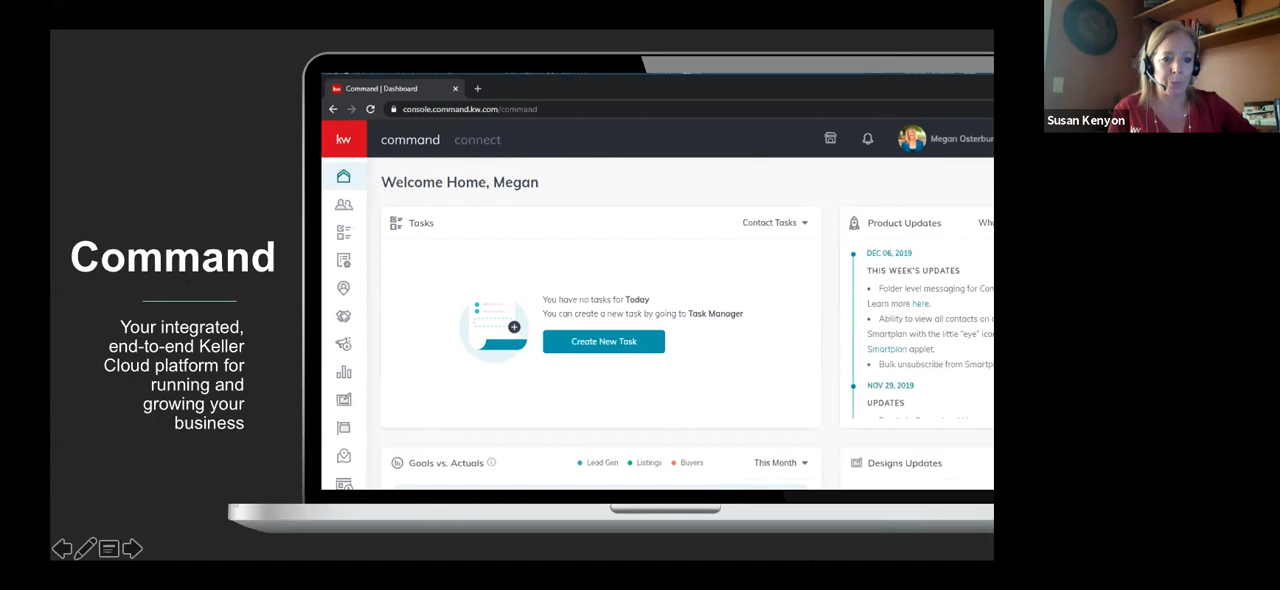 Command
Your integrated,
end-to-end Keller
Cloud platform for
running and
growing your
business
kw Command | Dashboard
console.command.kw.com/command
kw
command connect
Megan Osterbur
Welcome Home, Megan
Tasks
Contact Tasks
You have no tasks for Today
You can create a new task by going to Task Manager
Create New Task
Product Updates
DEC 06, 2019
THIS WEEK'S UPDATES
Folder level messaging for
Learn more here.
Ability to view all contacts on
Smartplan with the little "eye"
Smartplan applet.
Bulk unsubscribe from
NOV 29, 2019
UPDATES
Goals vs. Actuals
Lead Gen Listings Buyers
This Month
Designs Updates
Susan Kenyon